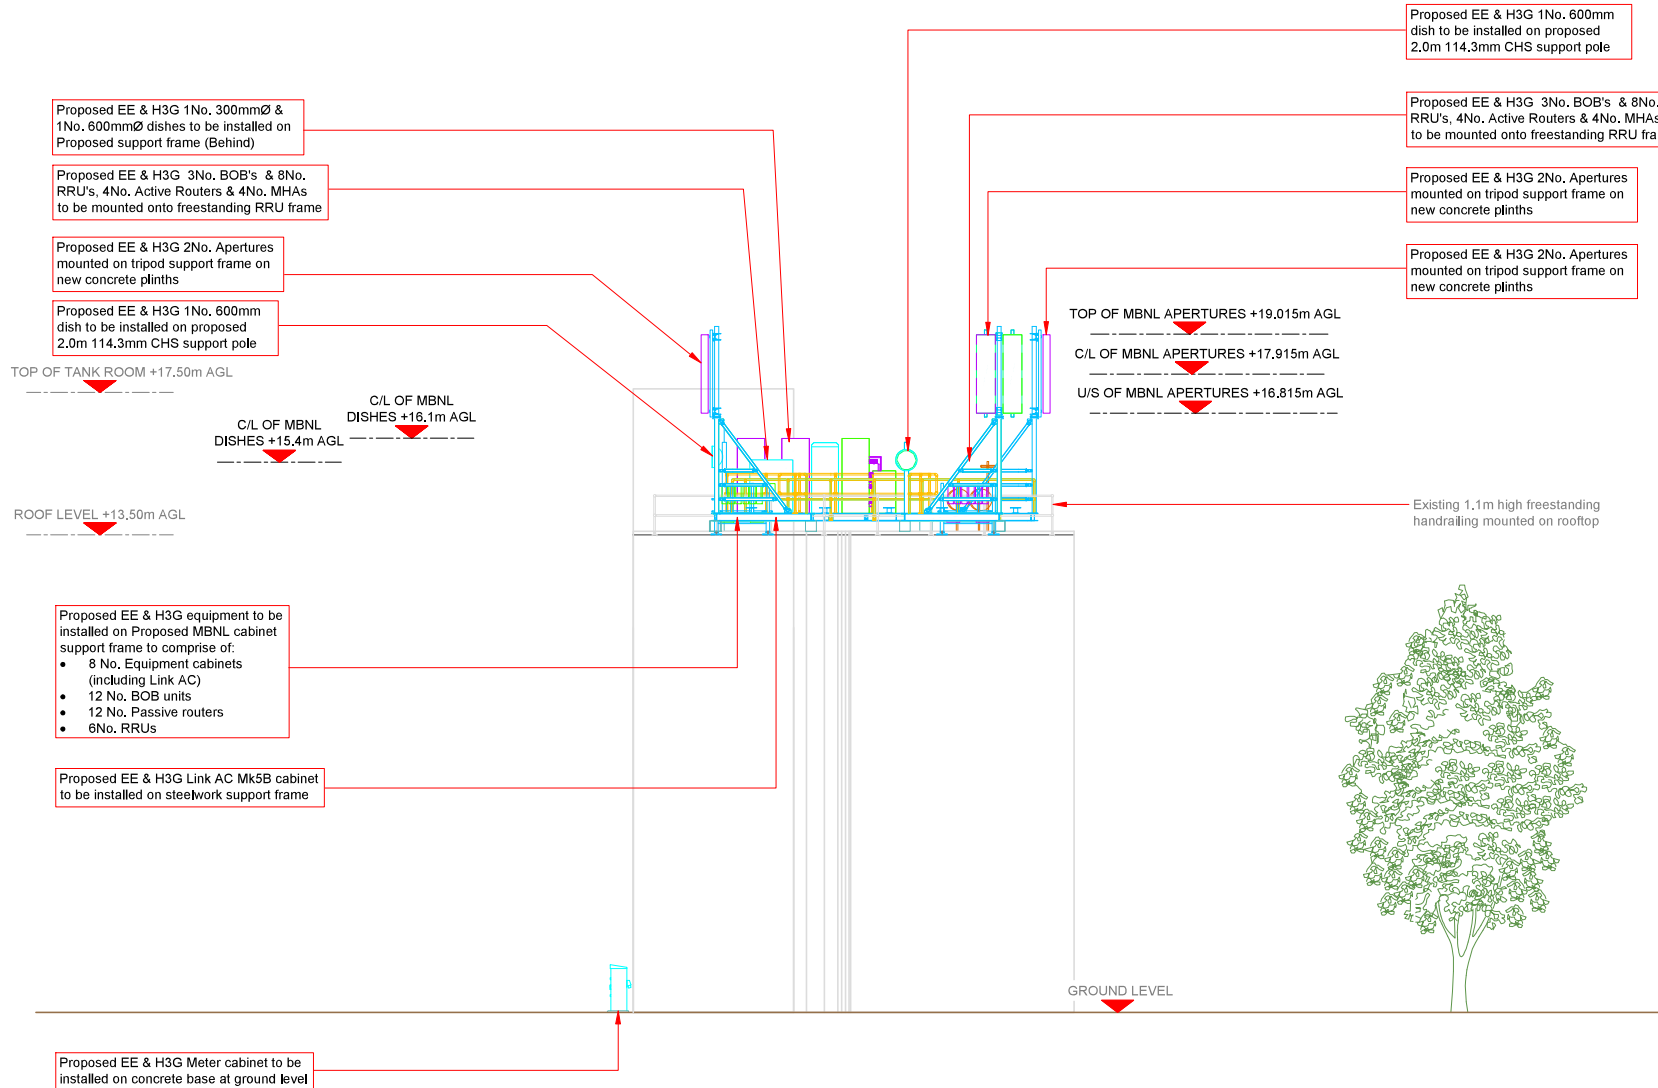 Proposed EE & H3G 1No. 600mm
dish to be installed on proposed
2.0m 114.3mm CHS support pole
Proposed EE & H3G 1No. 300mmØ &
1No. 600mmØ dishes to be installed on
Proposed support frame (Behind)
Proposed EE & H3G  3No. BOB's  & 8No.
RRU's, 4No. Active Routers & 4No. MHAs
to be mounted onto freestanding RRU fra
Proposed EE & H3G  3No. BOB's  & 8No.
RRU's, 4No. Active Routers & 4No. MHAs
to be mounted onto freestanding RRU frame
Proposed EE & H3G 2No. Apertures
mounted on tripod support frame on
new concrete plinths
Proposed EE & H3G 2No. Apertures
mounted on tripod support frame on
new concrete plinths
Proposed EE & H3G 2No. Apertures
mounted on tripod support frame on
new concrete plinths
Proposed EE & H3G 1No. 600mm
dish to be installed on proposed
2.0m 114.3mm CHS support pole
TOP OF MBNL APERTURES +19.015m AGL
C/L OF MBNL APERTURES +17.915m AGL
U/S OF MBNL APERTURES +16.815m AGL
TOP OF TANK ROOM +17.50m AGL
C/L OF MBNL
DISHES +16.1m AGL
C/L OF MBNL
DISHES +15.4m AGL
ROOF LEVEL +13.50m AGL
Existing 1.1m high freestanding
handrailing mounted on rooftop
Proposed EE & H3G equipment to be
installed on Proposed MBNL cabinet
support frame to comprise of:
• 8 No. Equipment cabinets
(including Link AC)
• 12 No. BOB units
• 12 No. Passive routers
• 6No. RRUs
Proposed EE & H3G Link AC Mk5B cabinet
to be installed on steelwork support frame
GROUND LEVEL
Proposed EE & H3G Meter cabinet to be
installed on concrete base at ground level